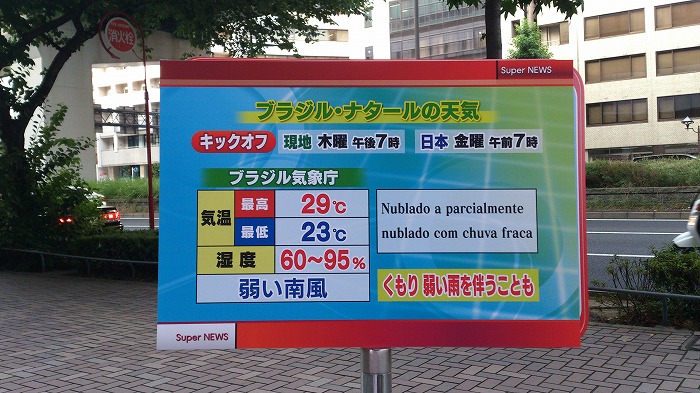 消火栓
Super NEWS
ブラジル・ナタールの天気
キックオフ 現地 木曜 午後7時 日本 金曜 午前7時
ブラジル気象庁
気温 最高 29℃
最低 23℃
湿度 60～95%
弱い南風
Nublado a parcialmente
nublado com chuva fraca
くもり 弱い雨を伴うことも
Super NEWS